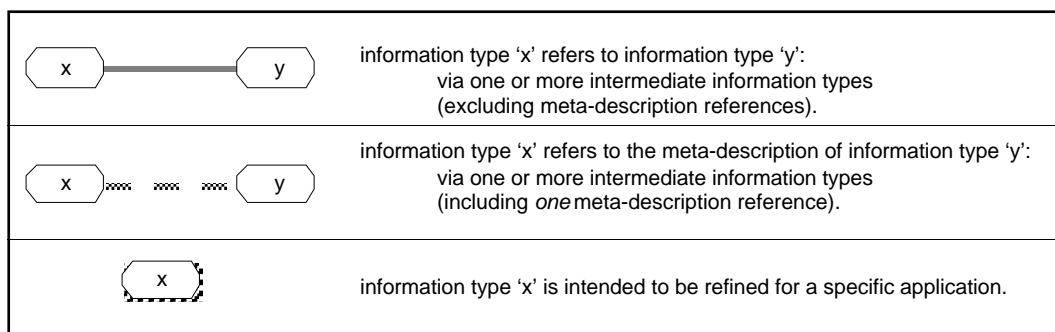 x y information type ‘x’ refers to information type ‘y’:
via one or more intermediate information types
(excluding meta-description references).
information type ‘x’ refers to the meta-description of information type ‘y’:
x y via one or more intermediate information types
(including one meta-description reference).
x
information type ‘x’ is intended to be refined for a specific application.